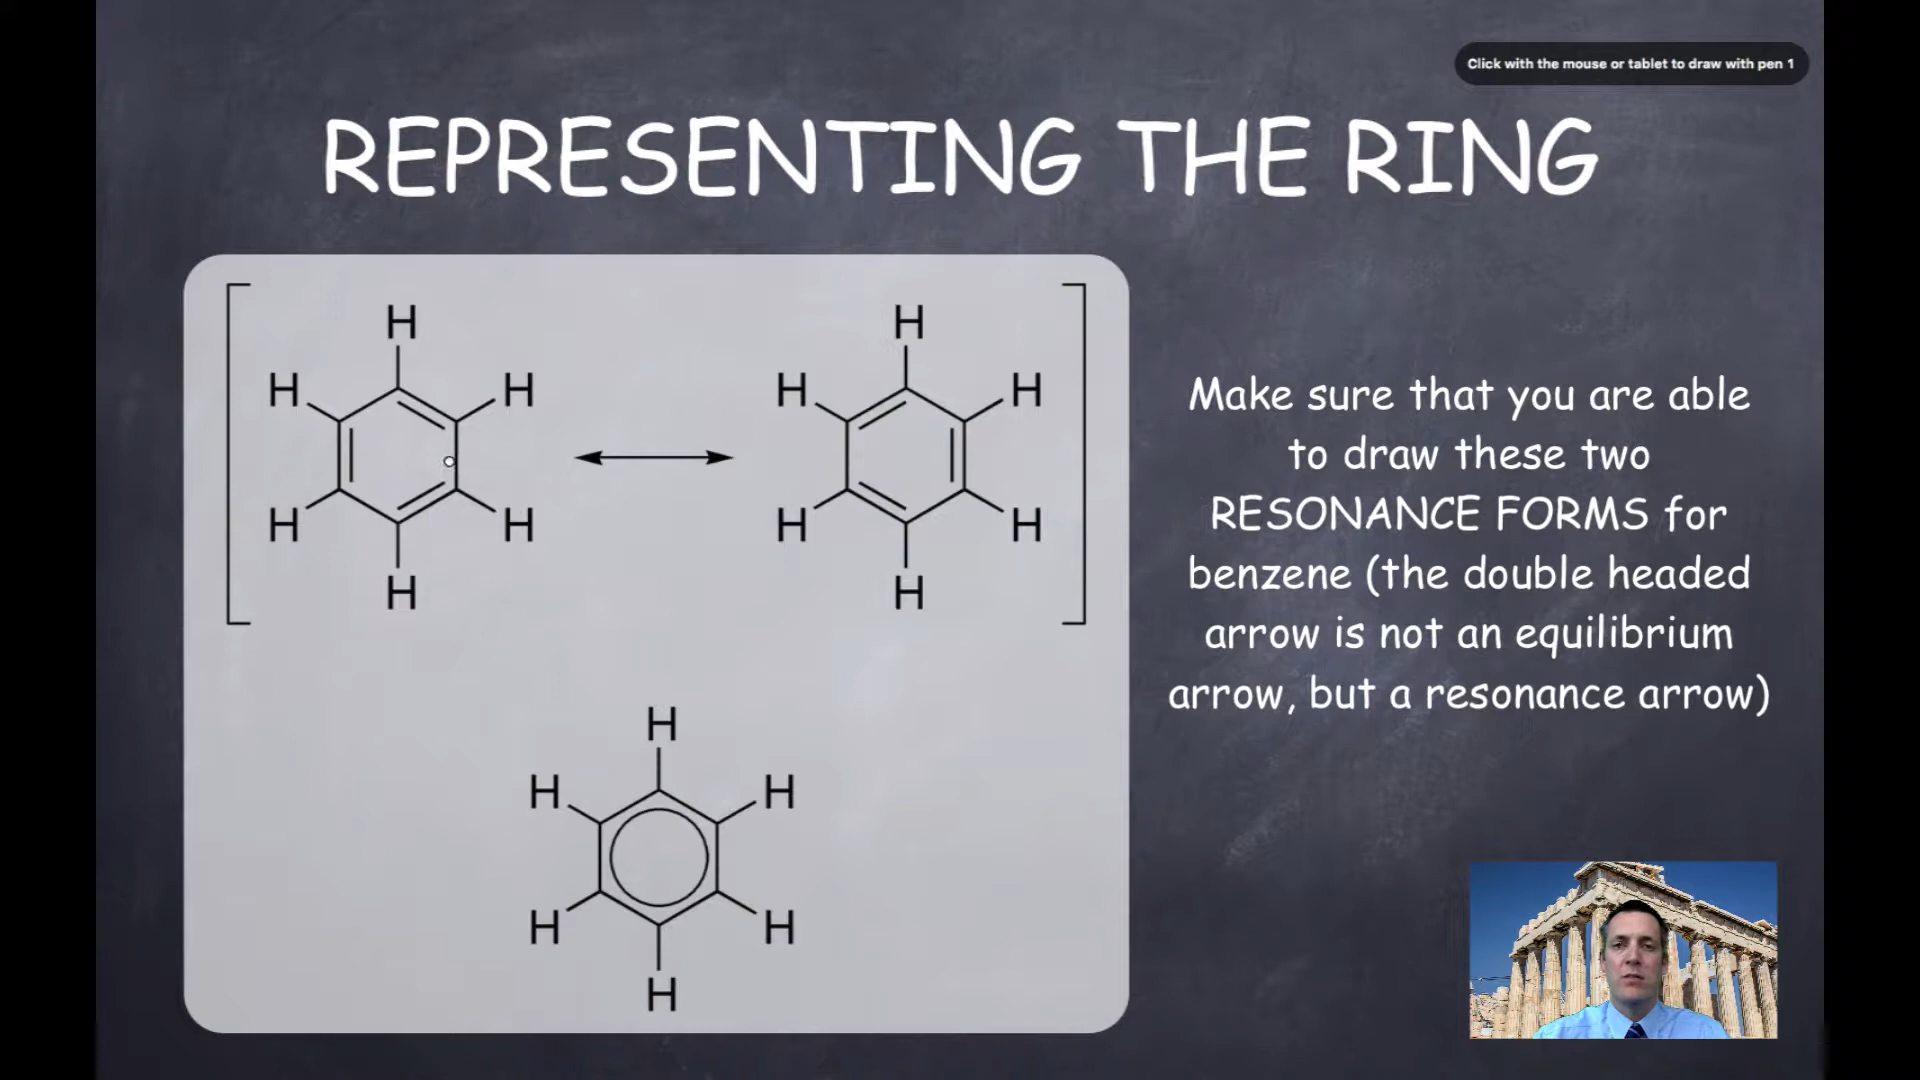 Click with the mouse or tablet to draw with pen 1
REPRESENTING THE RING
H H
H H H H
H H H H
H H
Make sure that you are able
to draw these two
RESONANCE FORMS for
benzene (the double headed
arrow is not an equilibrium
arrow, but a resonance arrow)
H
H H
H H
H